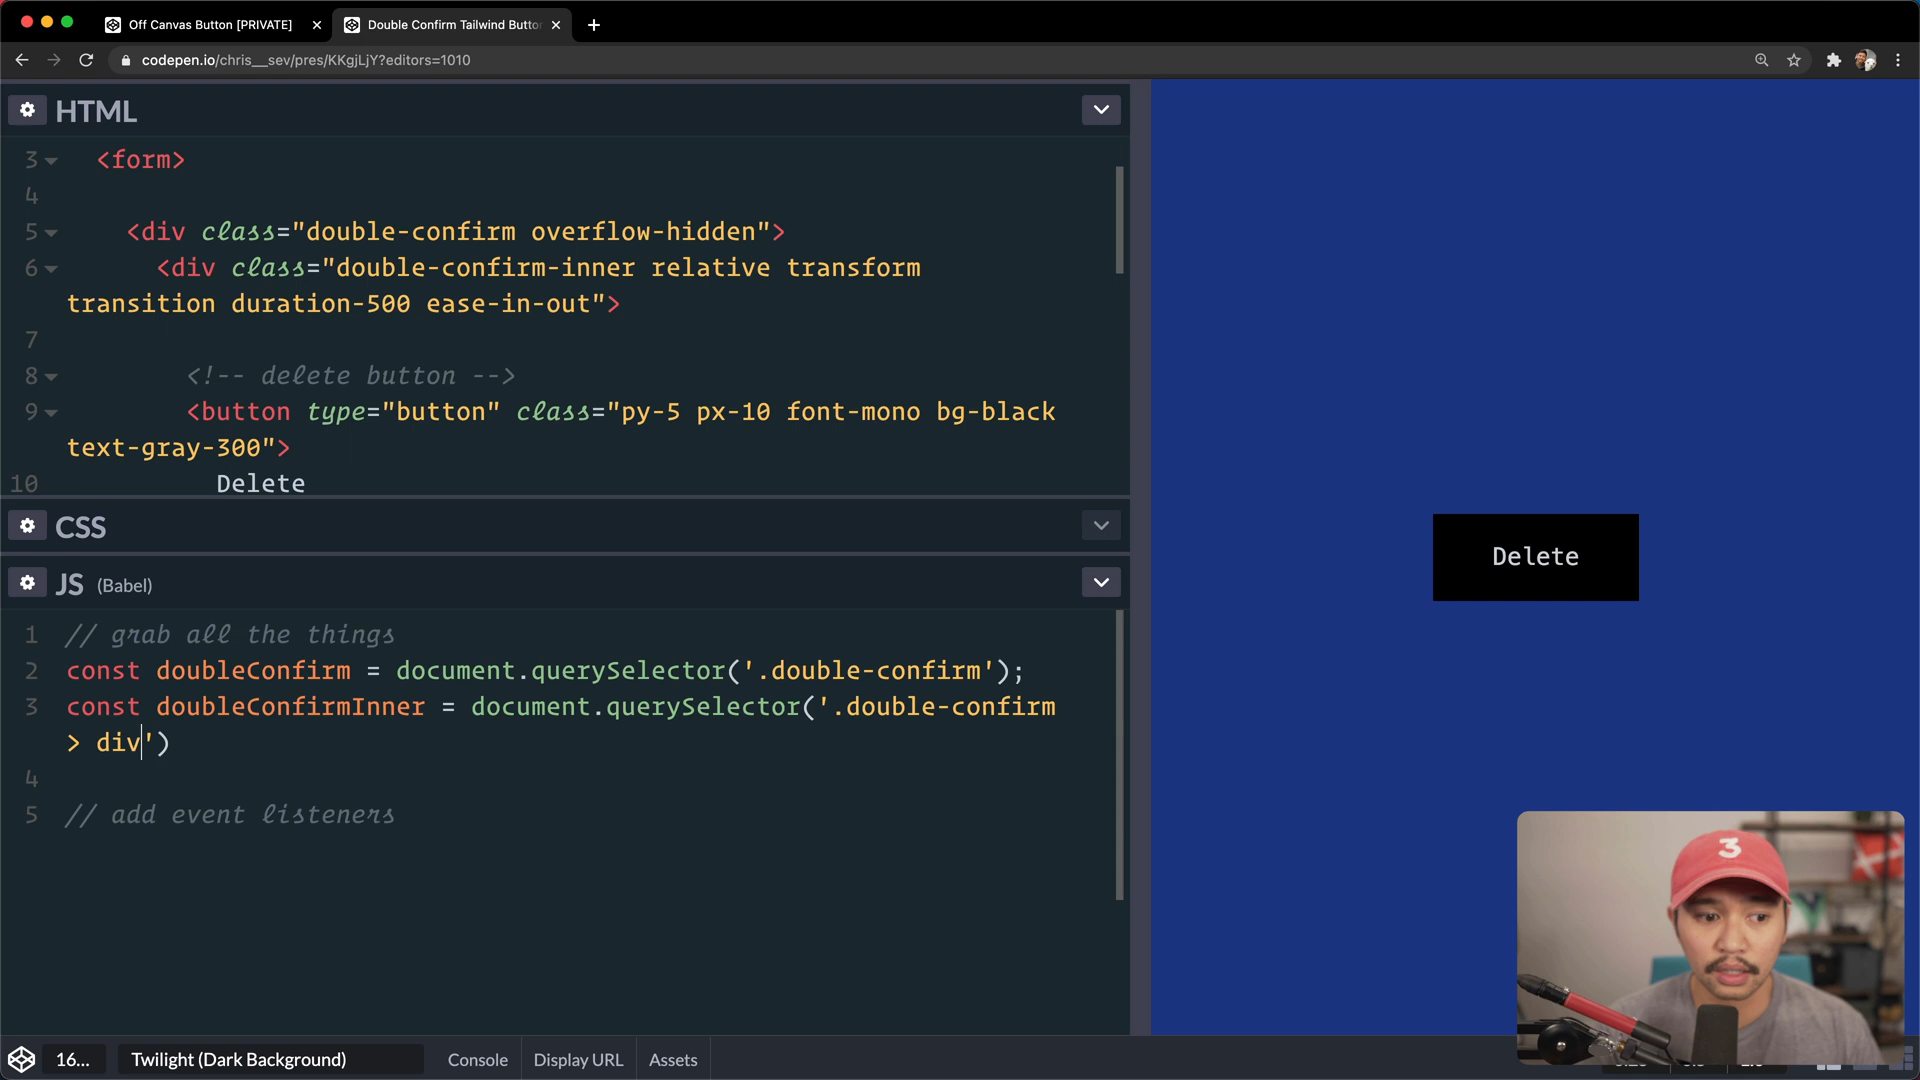 Off Canvas Button [PRIVATE]
Double Confirm Tailwind Butto
codepen.io/chris__sev/pres/KKgjLjY?editors=1010
HTML
3 <form>
4
5 <div class="double-confirm overflow-hidden">
6 <div class="double-confirm-inner relative transform
transition duration-500 ease-in-out">
7
8 <!-- delete button -->
9 <button type="button" class="py-5 px-10 font-mono bg-black
text-gray-300">
10 Delete
CSS
JS (Babel)
1 // grab all the things
2 const doubleConfirm = document.querySelector('.double-confirm');
3 const doubleConfirmInner = document.querySelector('.double-confirm
> div')
4
5 // add event listeners
Delete
3
16...
Twilight (Dark Background)
Console
Display URL
Assets